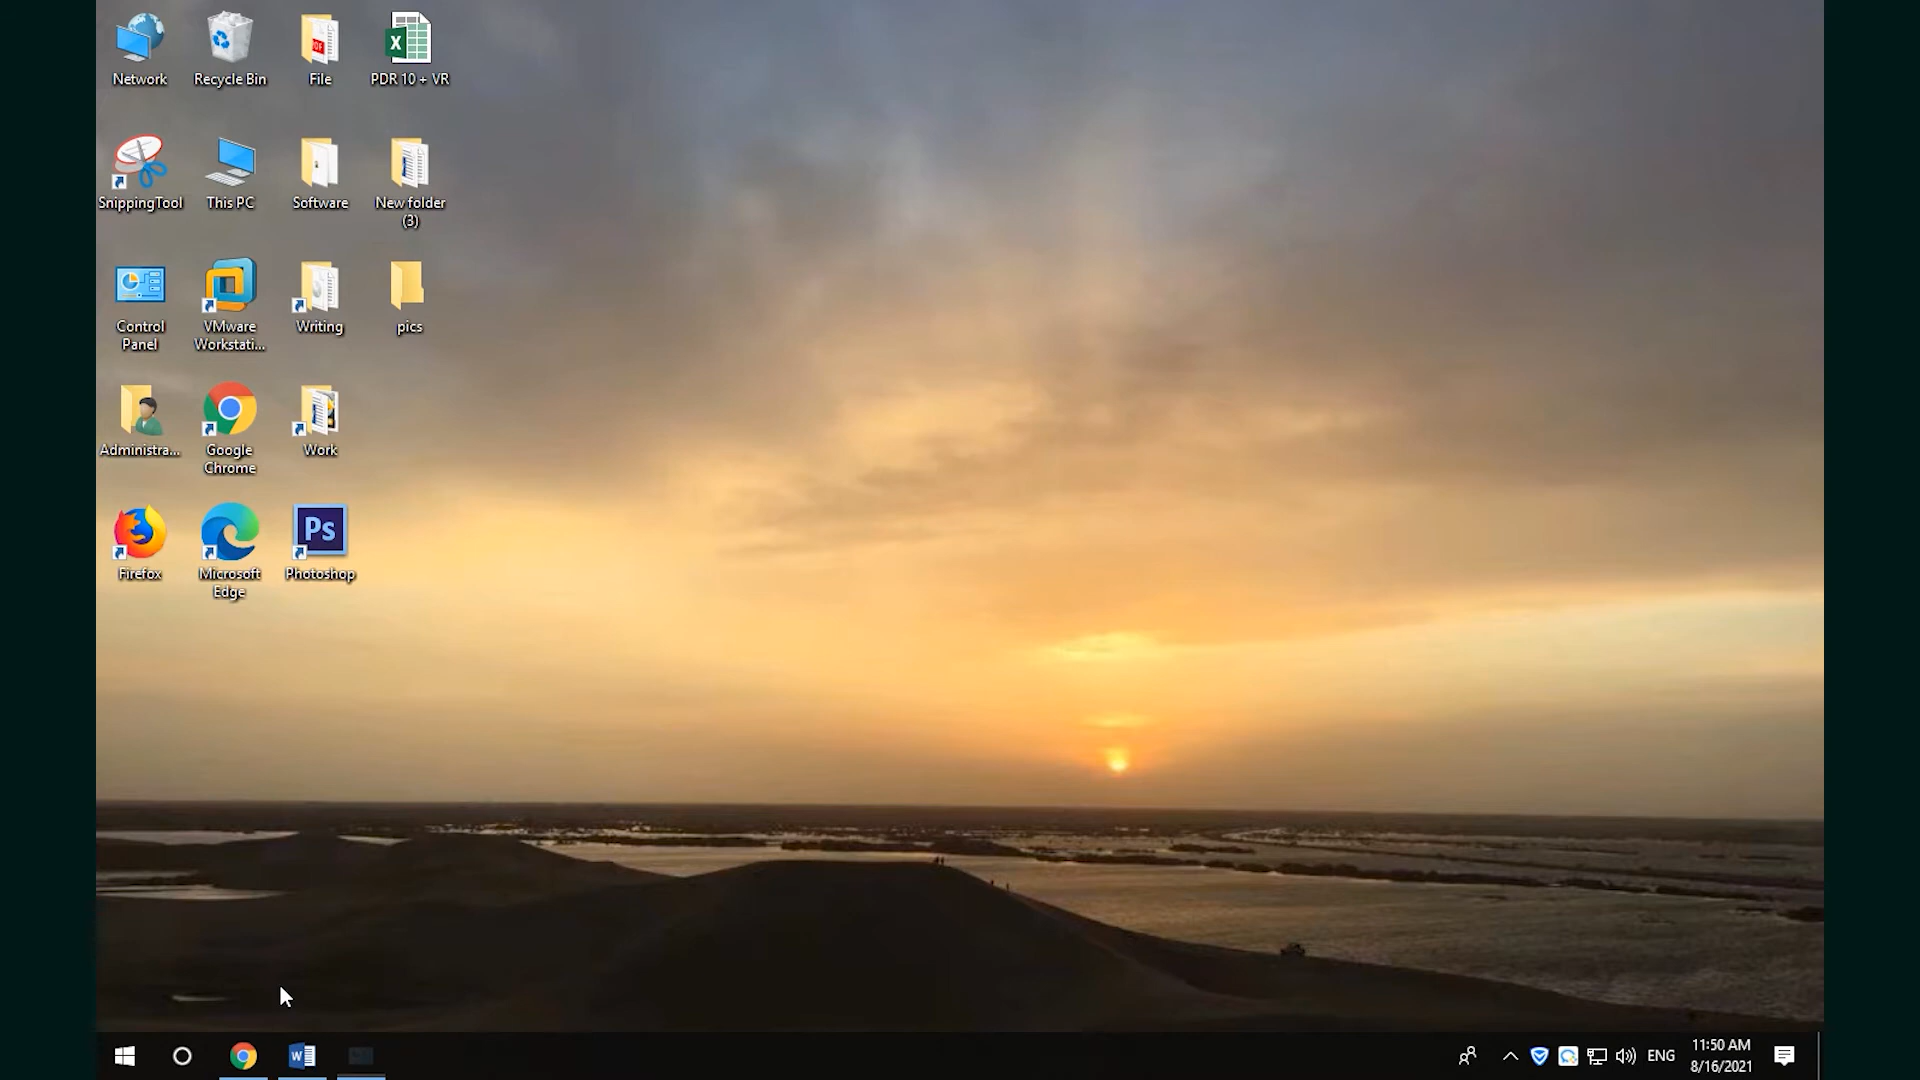 Network
Recycle Bin
File
PDR 10 + VR
SnippingTool
This PC
Software
New folder
(3)
Control
Panel
VMware
Workstati...
Writing
pics
Administra...
Google
Chrome
Work
Firefox
Microsoft
Edge
Ps
Photoshop
ENG
11:50 AM
8/16/2021